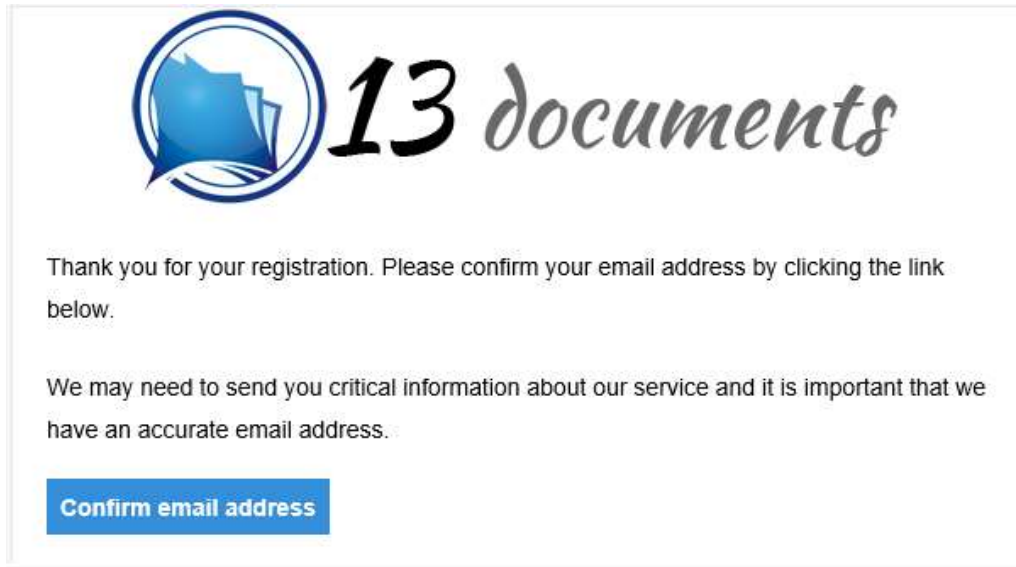 13 documents
Thank you for your registration. Please confirm your email address by clicking the link
below.
We may need to send you critical information about our service and it is important that we
have an accurate email address.
Confirm email address